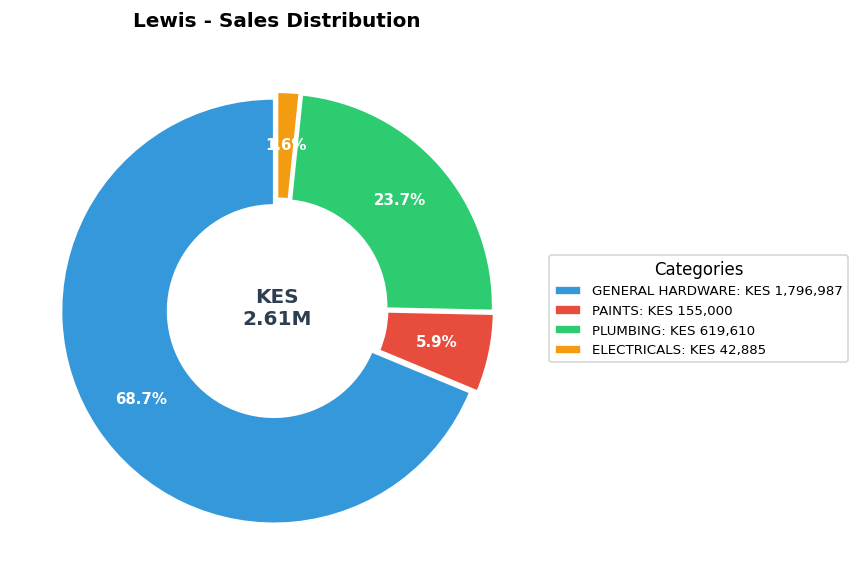 Lewis - Sales Distribution
1.6%
23.7%
KES
2.61M
5.9%
68.7%
Categories
GENERAL HARDWARE: KES 1,796,987
PAINTS: KES 155,000
PLUMBING: KES 619,610
ELECTRICALS: KES 42,885